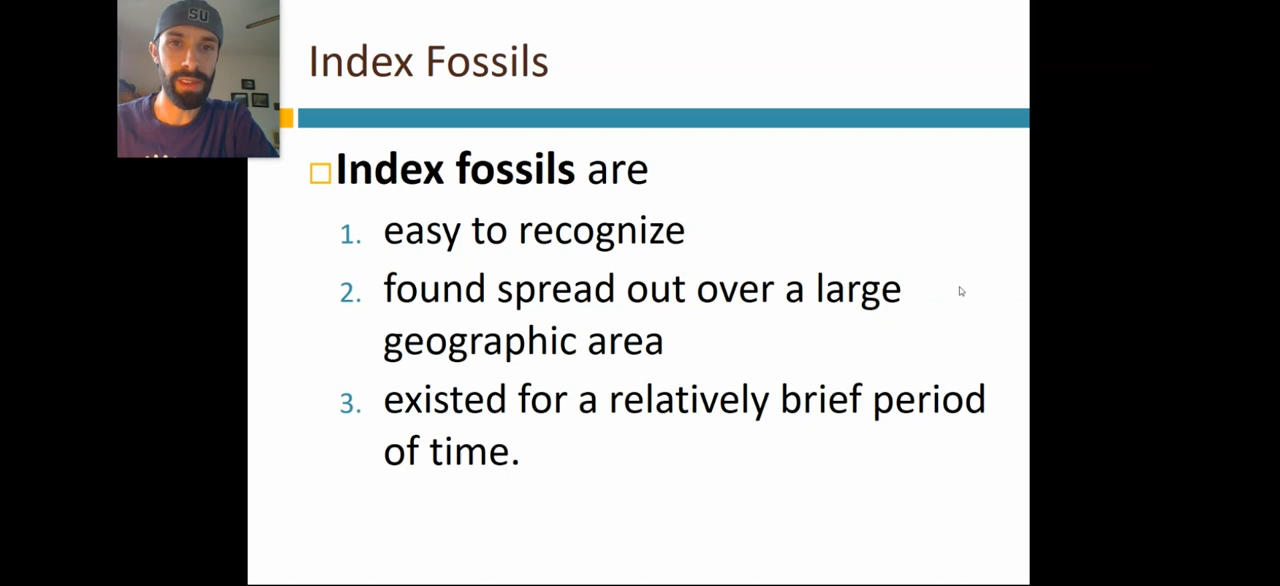 SU
Index Fossils
Index fossils are
1. easy to recognize
2. found spread out over a large
geographic area
3. existed for a relatively brief period
of time.